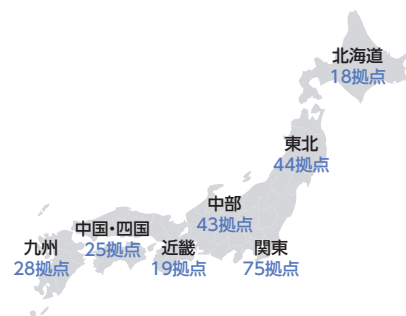 北海道
18拠点
東北
44拠点
中部
43拠点
中国・四国
25拠点
九州
28拠点
近畿
19拠点
関東
75拠点